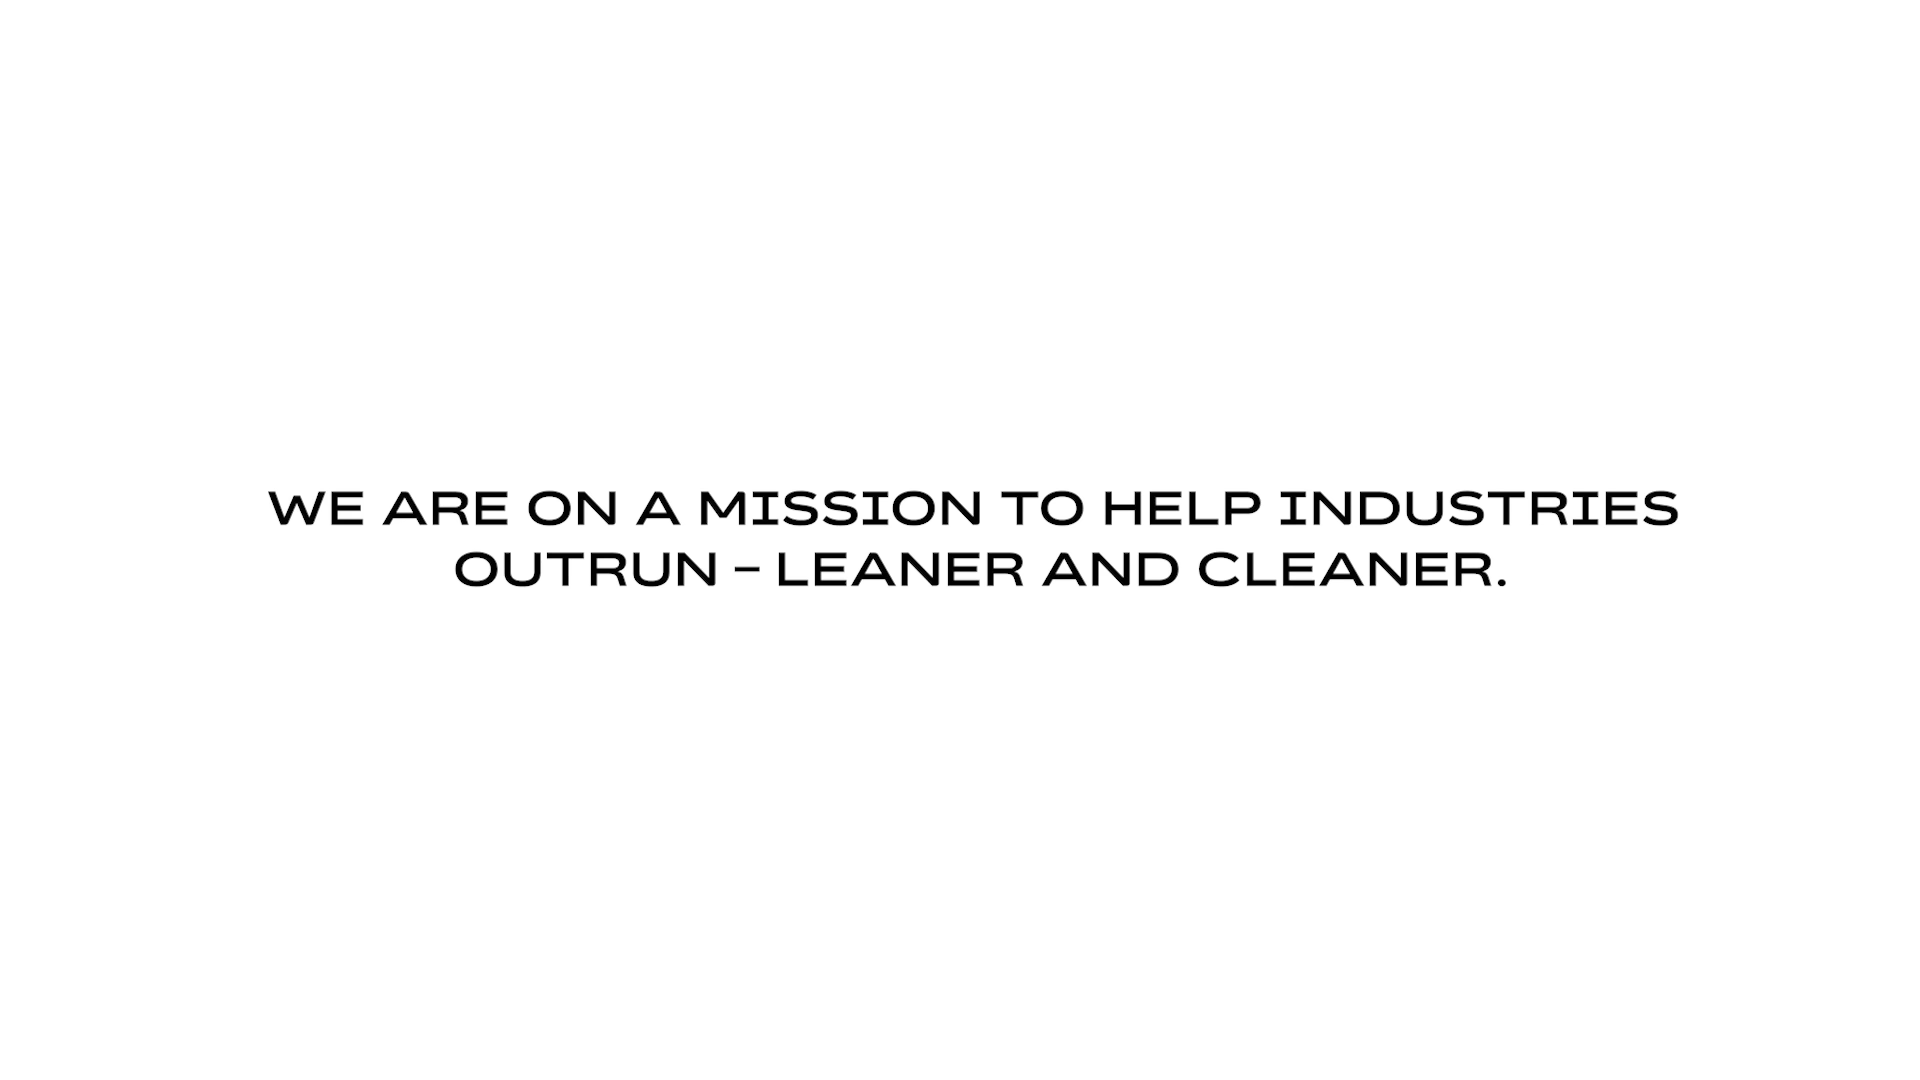 WE ARE ON A MISSION TO HELP INDUSTRIES
OUTRUN – LEANER AND CLEANER.